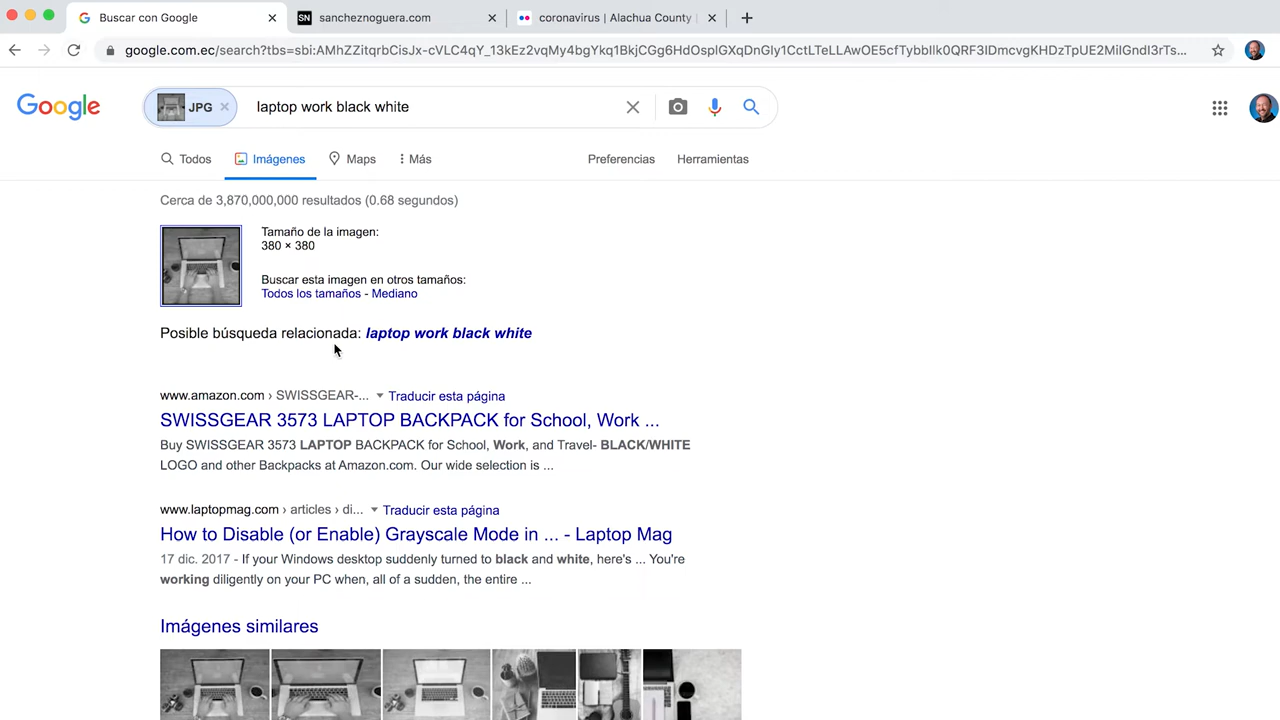 Buscar con Google
SN sancheznoguera.com
coronavirus | Alachua County
google.com.ec/search?tbs=sbi:AMhZZitqrbCisJx-cVLC4qY_13kEz2vqMy4bgYkq1BkjCGg6HdOsplGXqDnGly1CctLTeLLAwOE5cfTybbIlk0QRF3lDmcvgKHDzTpUE2MiIGndI3rTs...
Google
JPG
laptop work black white
Todos
Imágenes
Maps
Más
Preferencias
Herramientas
Cerca de 3,870,000,000 resultados (0.68 segundos)
Tamaño de la imagen:
380 × 380
Buscar esta imagen en otros tamaños:
Todos los tamaños - Mediano
Posible búsqueda relacionada: laptop work black white
www.amazon.com › SWISSGEAR-... Traducir esta página
SWISSGEAR 3573 LAPTOP BACKPACK for School, Work ...
Buy SWISSGEAR 3573 LAPTOP BACKPACK for School, Work, and Travel- BLACK/WHITE
LOGO and other Backpacks at Amazon.com. Our wide selection is ...
www.laptopmag.com › articles › di... Traducir esta página
How to Disable (or Enable) Grayscale Mode in ... - Laptop Mag
17 dic. 2017 - If your Windows desktop suddenly turned to black and white, here's ... You're
working diligently on your PC when, all of a sudden, the entire ...
Imágenes similares